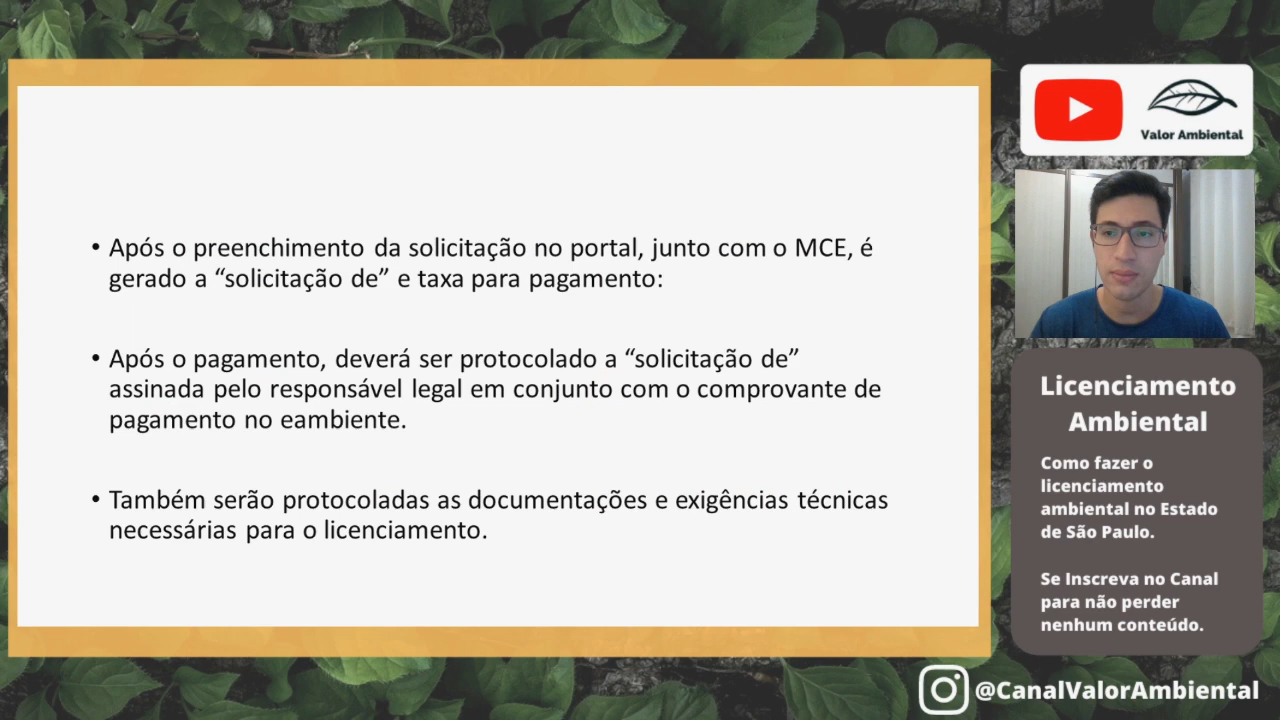 • Após o preenchimento da solicitação no portal, junto com o MCE, é
gerado a “solicitação de” e taxa para pagamento:
• Após o pagamento, deverá ser protocolado a “solicitação de”
assinada pelo responsável legal em conjunto com o comprovante de
pagamento no eambiente.
• Também serão protocoladas as documentações e exigências técnicas
necessárias para o licenciamento.
Valor Ambiental
Licenciamento
Ambiental
Como fazer o
licenciamento
ambiental no Estado
de São Paulo.
Se Inscreva no Canal
para não perder
nenhum conteúdo.
@CanalValorAmbiental